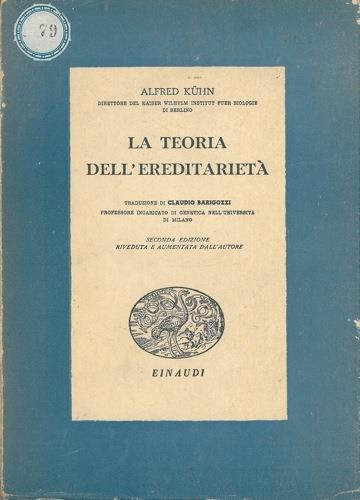 79
ALFRED KÜHN
DIRETTORE DEL KAISER WILHELM INSTITUT FUER BIOLOGIE
DI BERLINO
LA TEORIA
DELL'EREDITARIETÀ
TRADUZIONE DI CLAUDIO BARIGOZZI
PROFESSORE INCARICATO DI GENETICA NELL'UNIVERSITÀ
DI MILANO
SECONDA EDIZIONE
RIVEDUTA E AUMENTATA DALL'AUTORE
EINAUDI